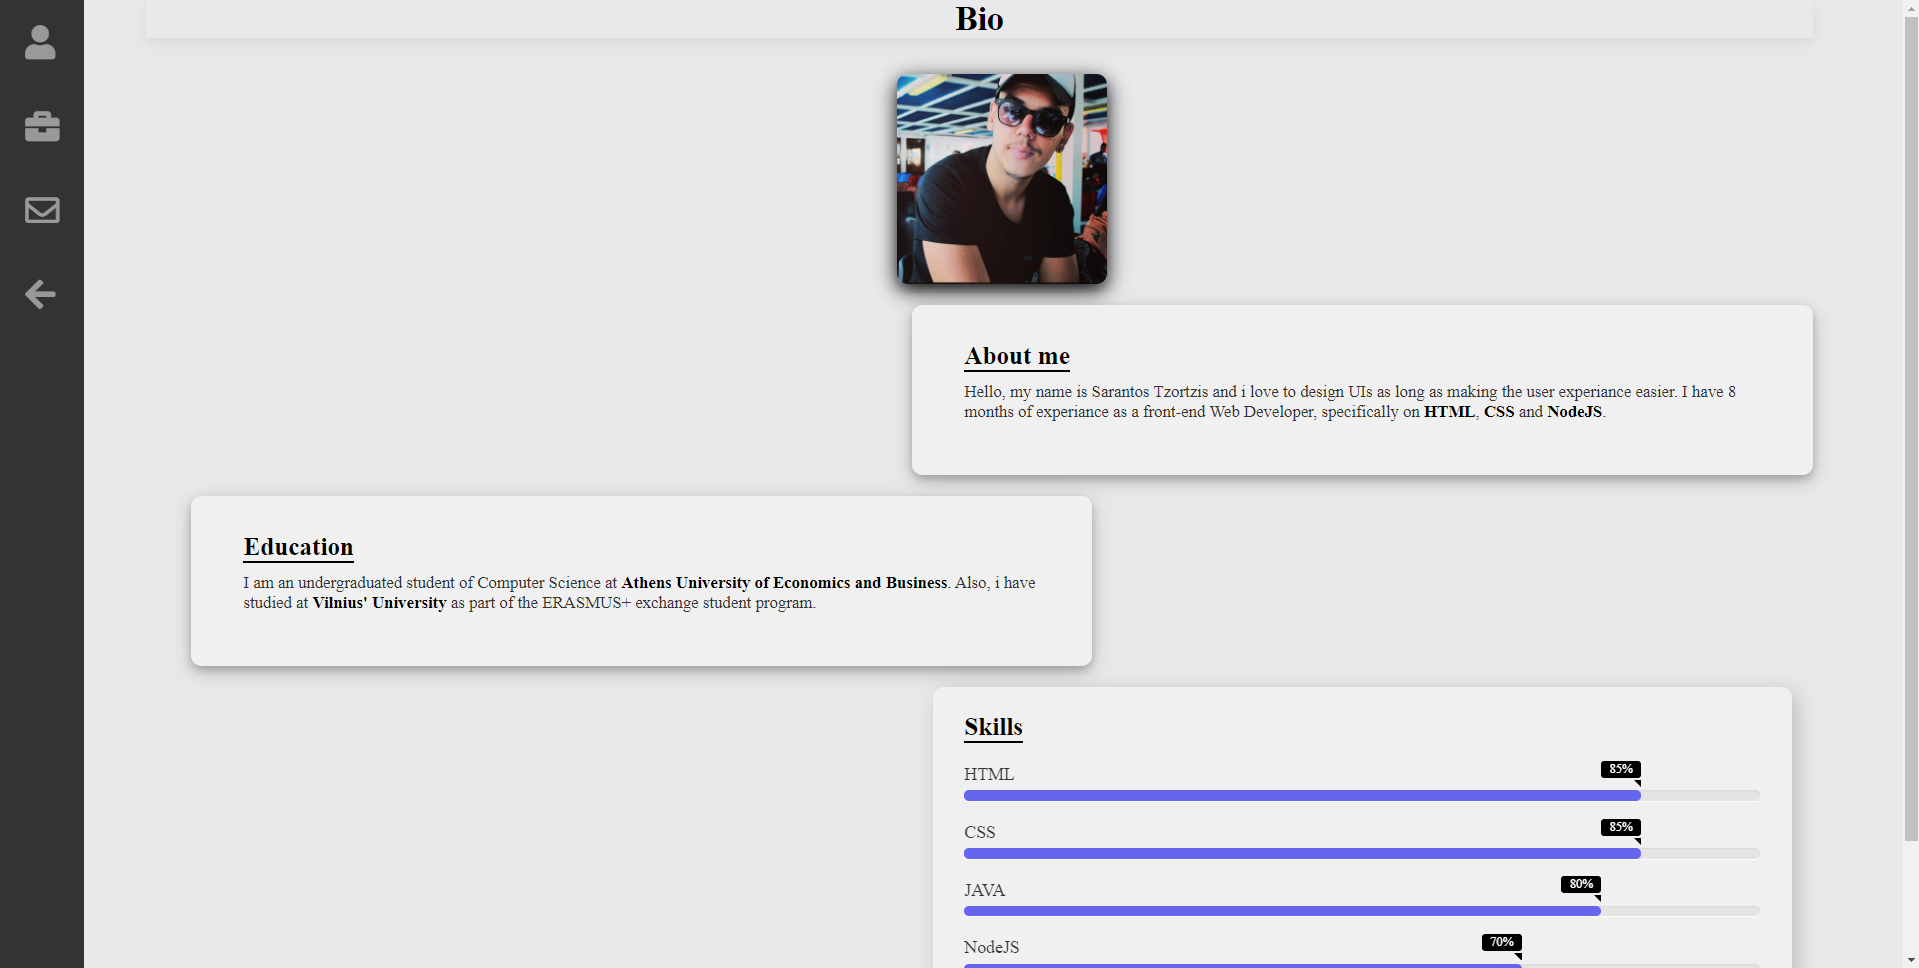 Bio
About me
Hello, my name is Sarantos Tzortzis and i love to design UIs as long as making the user experiance easier. I have 8
months of experiance as a front-end Web Developer, specifically on HTML, CSS and NodeJS.
Education
I am an undergraduated student of Computer Science at Athens University of Economics and Business. Also, i have
studied at Vilnius' University as part of the ERASMUS+ exchange student program.
Skills
HTML 85%
CSS 85%
JAVA 80%
NodeJS 70%